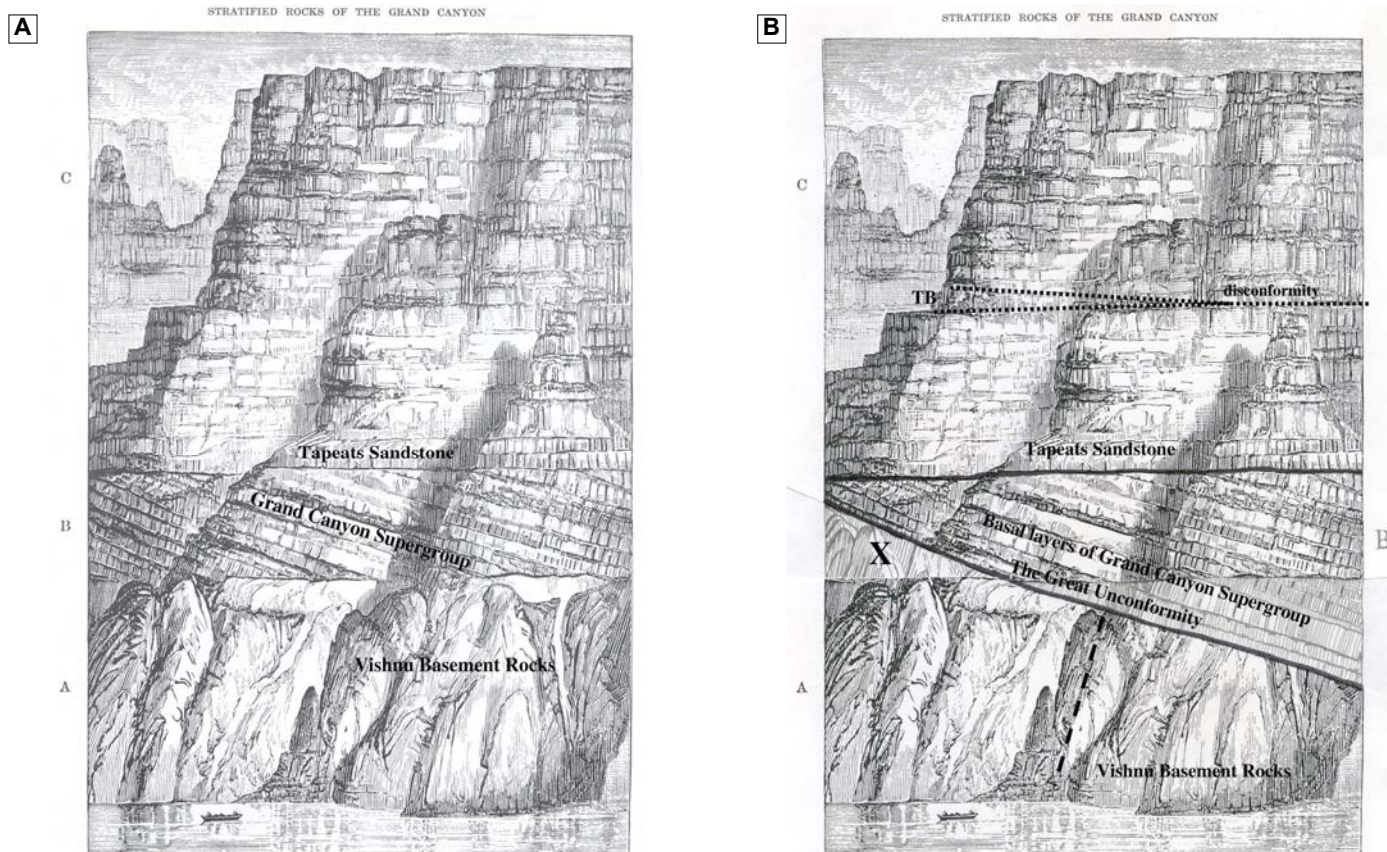 A
STRATIFIED ROCKS OF THE GRAND CANYON
C
Tapeats Sandstone
Grand Canyon Supergroup
B
Vishnu Basement Rocks
A
B
STRATIFIED ROCKS OF THE GRAND CANYON
C
TB
disconformity
Tapeats Sandstone
X
Basal layers of Grand Canyon Supergroup
B
The Great Unconformity
A
Vishnu Basement Rocks